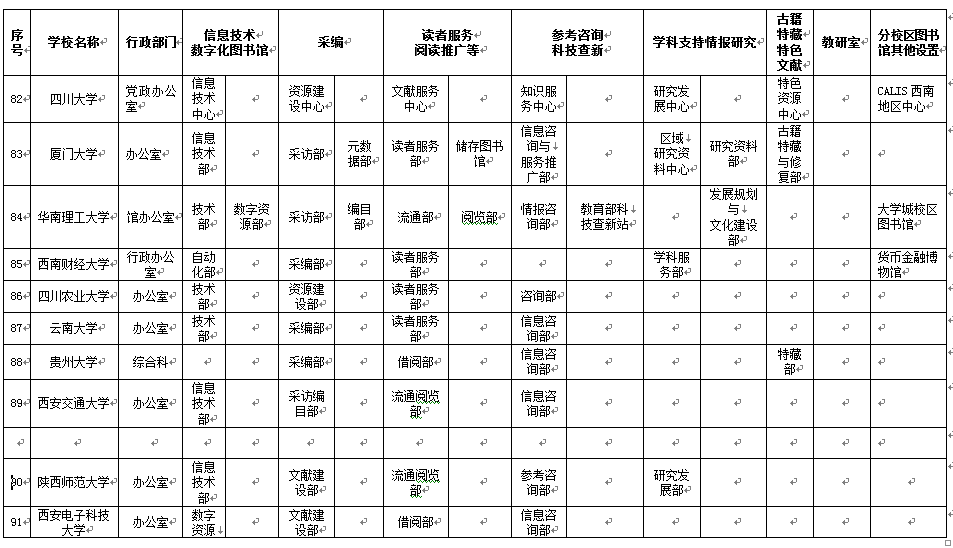 序号 学校名称 行政部门 信息技术数字化图书馆 采编 读者服务阅读推广等 参考咨询科技查新 学科支持情报研究 古籍特藏特色文献 教研室 分校区图书馆其他设置
82 四川大学 党政办公室 信息技术中心 资源建设中心 文献服务中心 知识服务中心 研究发展中心 特色资源中心 CALIS西南地区中心
83 厦门大学 办公室 信息技术部 采访部 元数据部 读者服务部 储存图书馆 信息咨询与服务推广部 区域研究资料中心 研究资料部 古籍特藏与修复部
84 华南理工大学 馆办公室 技术部 数字资源部 采访部 编目部 流通部 阅览部 情报咨询部 教育部科技查新站 发展规划与文化建设部 大学城校区图书馆
85 西南财经大学 行政办公室 自动化部 采编部 读者服务部 学科服务部 货币金融博物馆
86 四川农业大学 办公室 技术部 资源建设部 读者服务部 咨询部
87 云南大学 办公室 技术部 采编部 读者服务部 信息咨询部
88 贵州大学 综合科 采编部 借阅部 信息咨询部 特藏部
89 西安交通大学 办公室 信息技术部 采访编目部 流通阅览部 信息咨询部
90 陕西师范大学 办公室 信息技术部 文献建设部 流通阅览部 参考咨询部 研究发展部
91 西安电子科技大学 办公室 数字资源 文献建设部 借阅部 信息咨询部